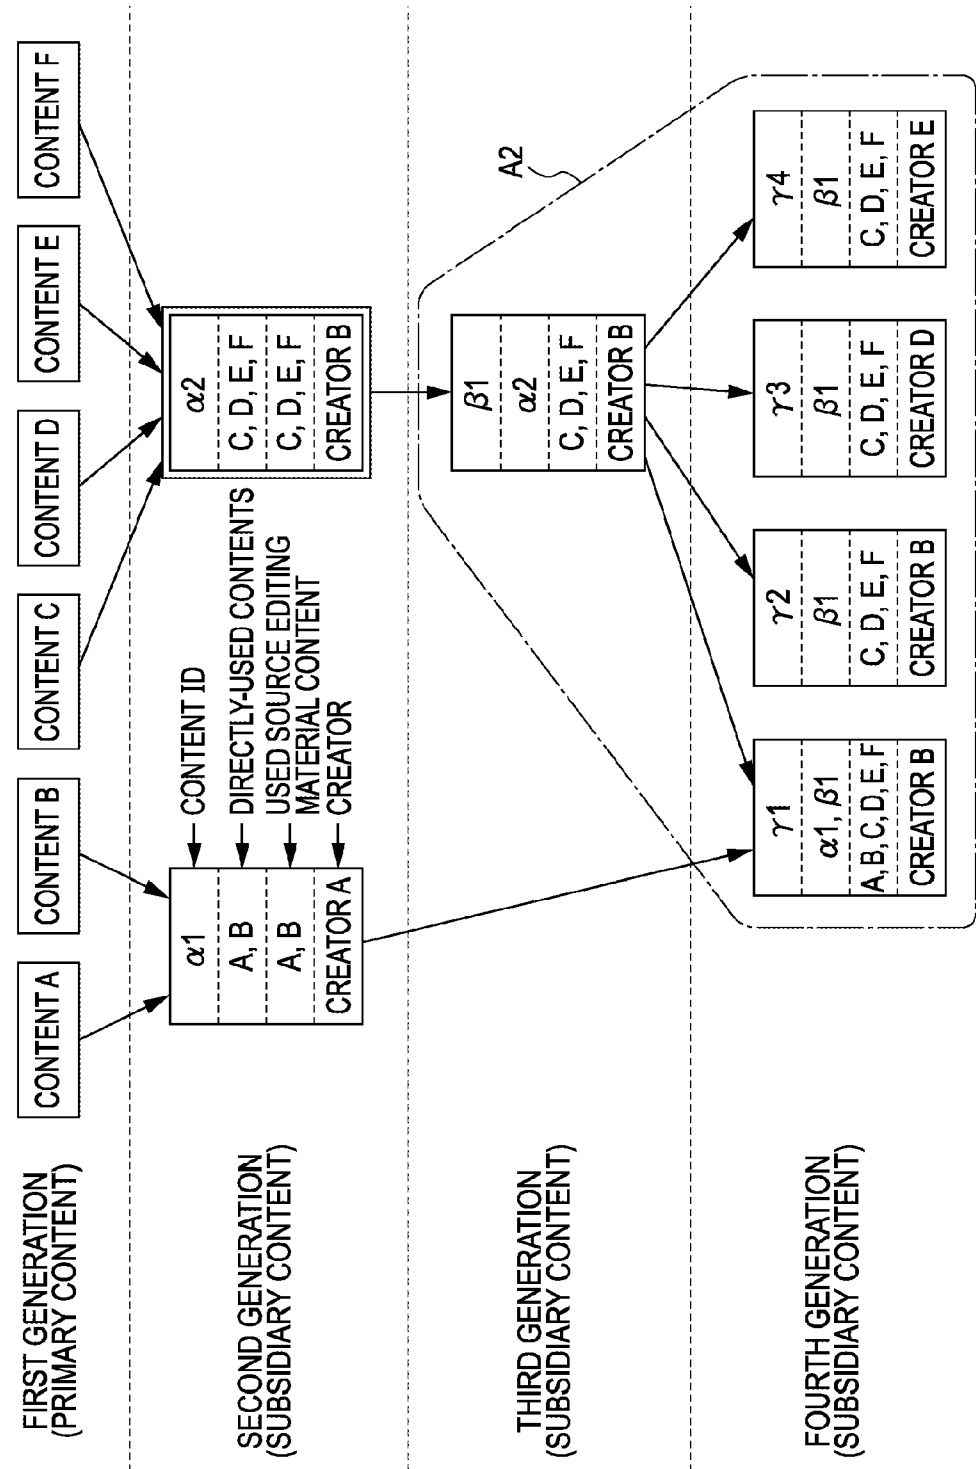 FIRST GENERATION
(PRIMARY CONTENT)
CONTENT A
CONTENT B
CONTENT C
CONTENT D
CONTENT E
CONTENT F
SECOND GENERATION
(SUBSIDIARY CONTENT)
α1
A, B
A, B
CREATOR A
CONTENT ID
DIRECTLY-USED CONTENTS
USED SOURCE EDITING
MATERIAL CONTENT
CREATOR
α2
C, D, E, F
C, D, E, F
CREATOR B
THIRD GENERATION
(SUBSIDIARY CONTENT)
β1
α2
C, D, E, F
CREATOR B
A2
FOURTH GENERATION
(SUBSIDIARY CONTENT)
γ1
α1, β1
A, B, C, D, E, F
CREATOR B
γ2
β1
C, D, E, F
CREATOR B
γ3
β1
C, D, E, F
CREATOR D
γ4
β1
C, D, E, F
CREATOR E